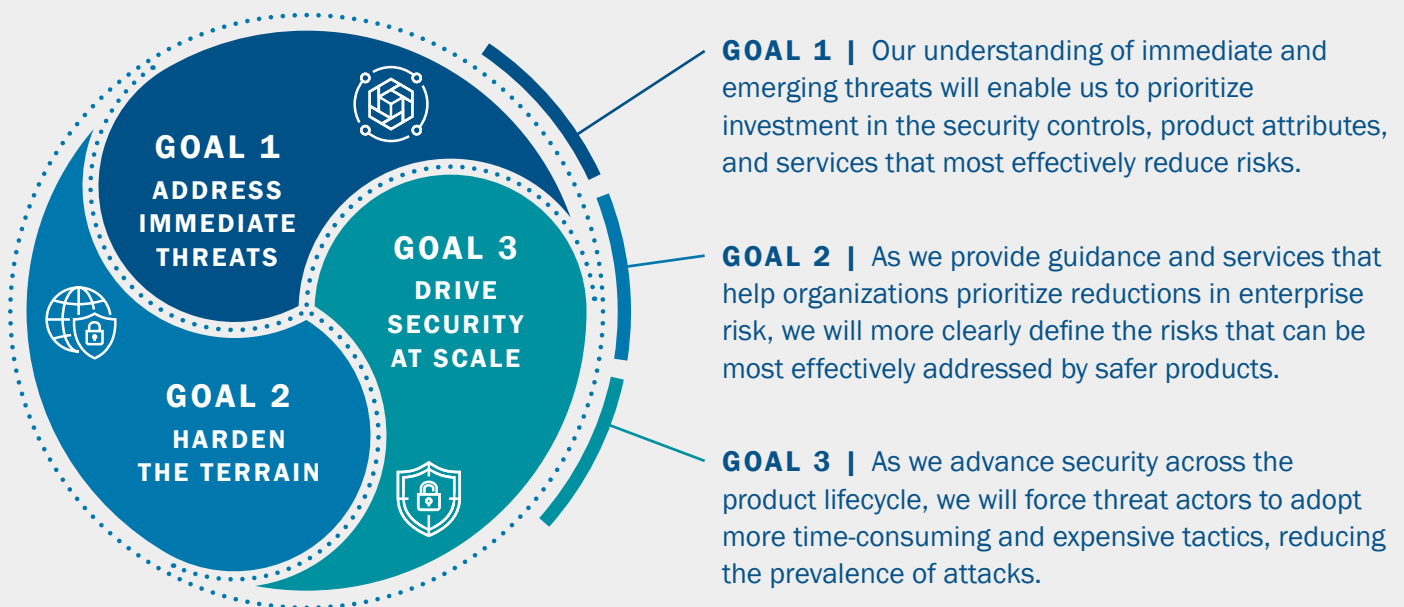 GOAL 1
ADDRESS
IMMEDIATE
THREATS
GOAL 2
HARDEN
THE TERRAIN
GOAL 3
DRIVE
SECURITY
AT SCALE
GOAL 1 | Our understanding of immediate and
emerging threats will enable us to prioritize
investment in the security controls, product attributes,
and services that most effectively reduce risks.
GOAL 2 | As we provide guidance and services that
help organizations prioritize reductions in enterprise
risk, we will more clearly define the risks that can be
most effectively addressed by safer products.
GOAL 3 | As we advance security across the
product lifecycle, we will force threat actors to adopt
more time-consuming and expensive tactics, reducing
the prevalence of attacks.